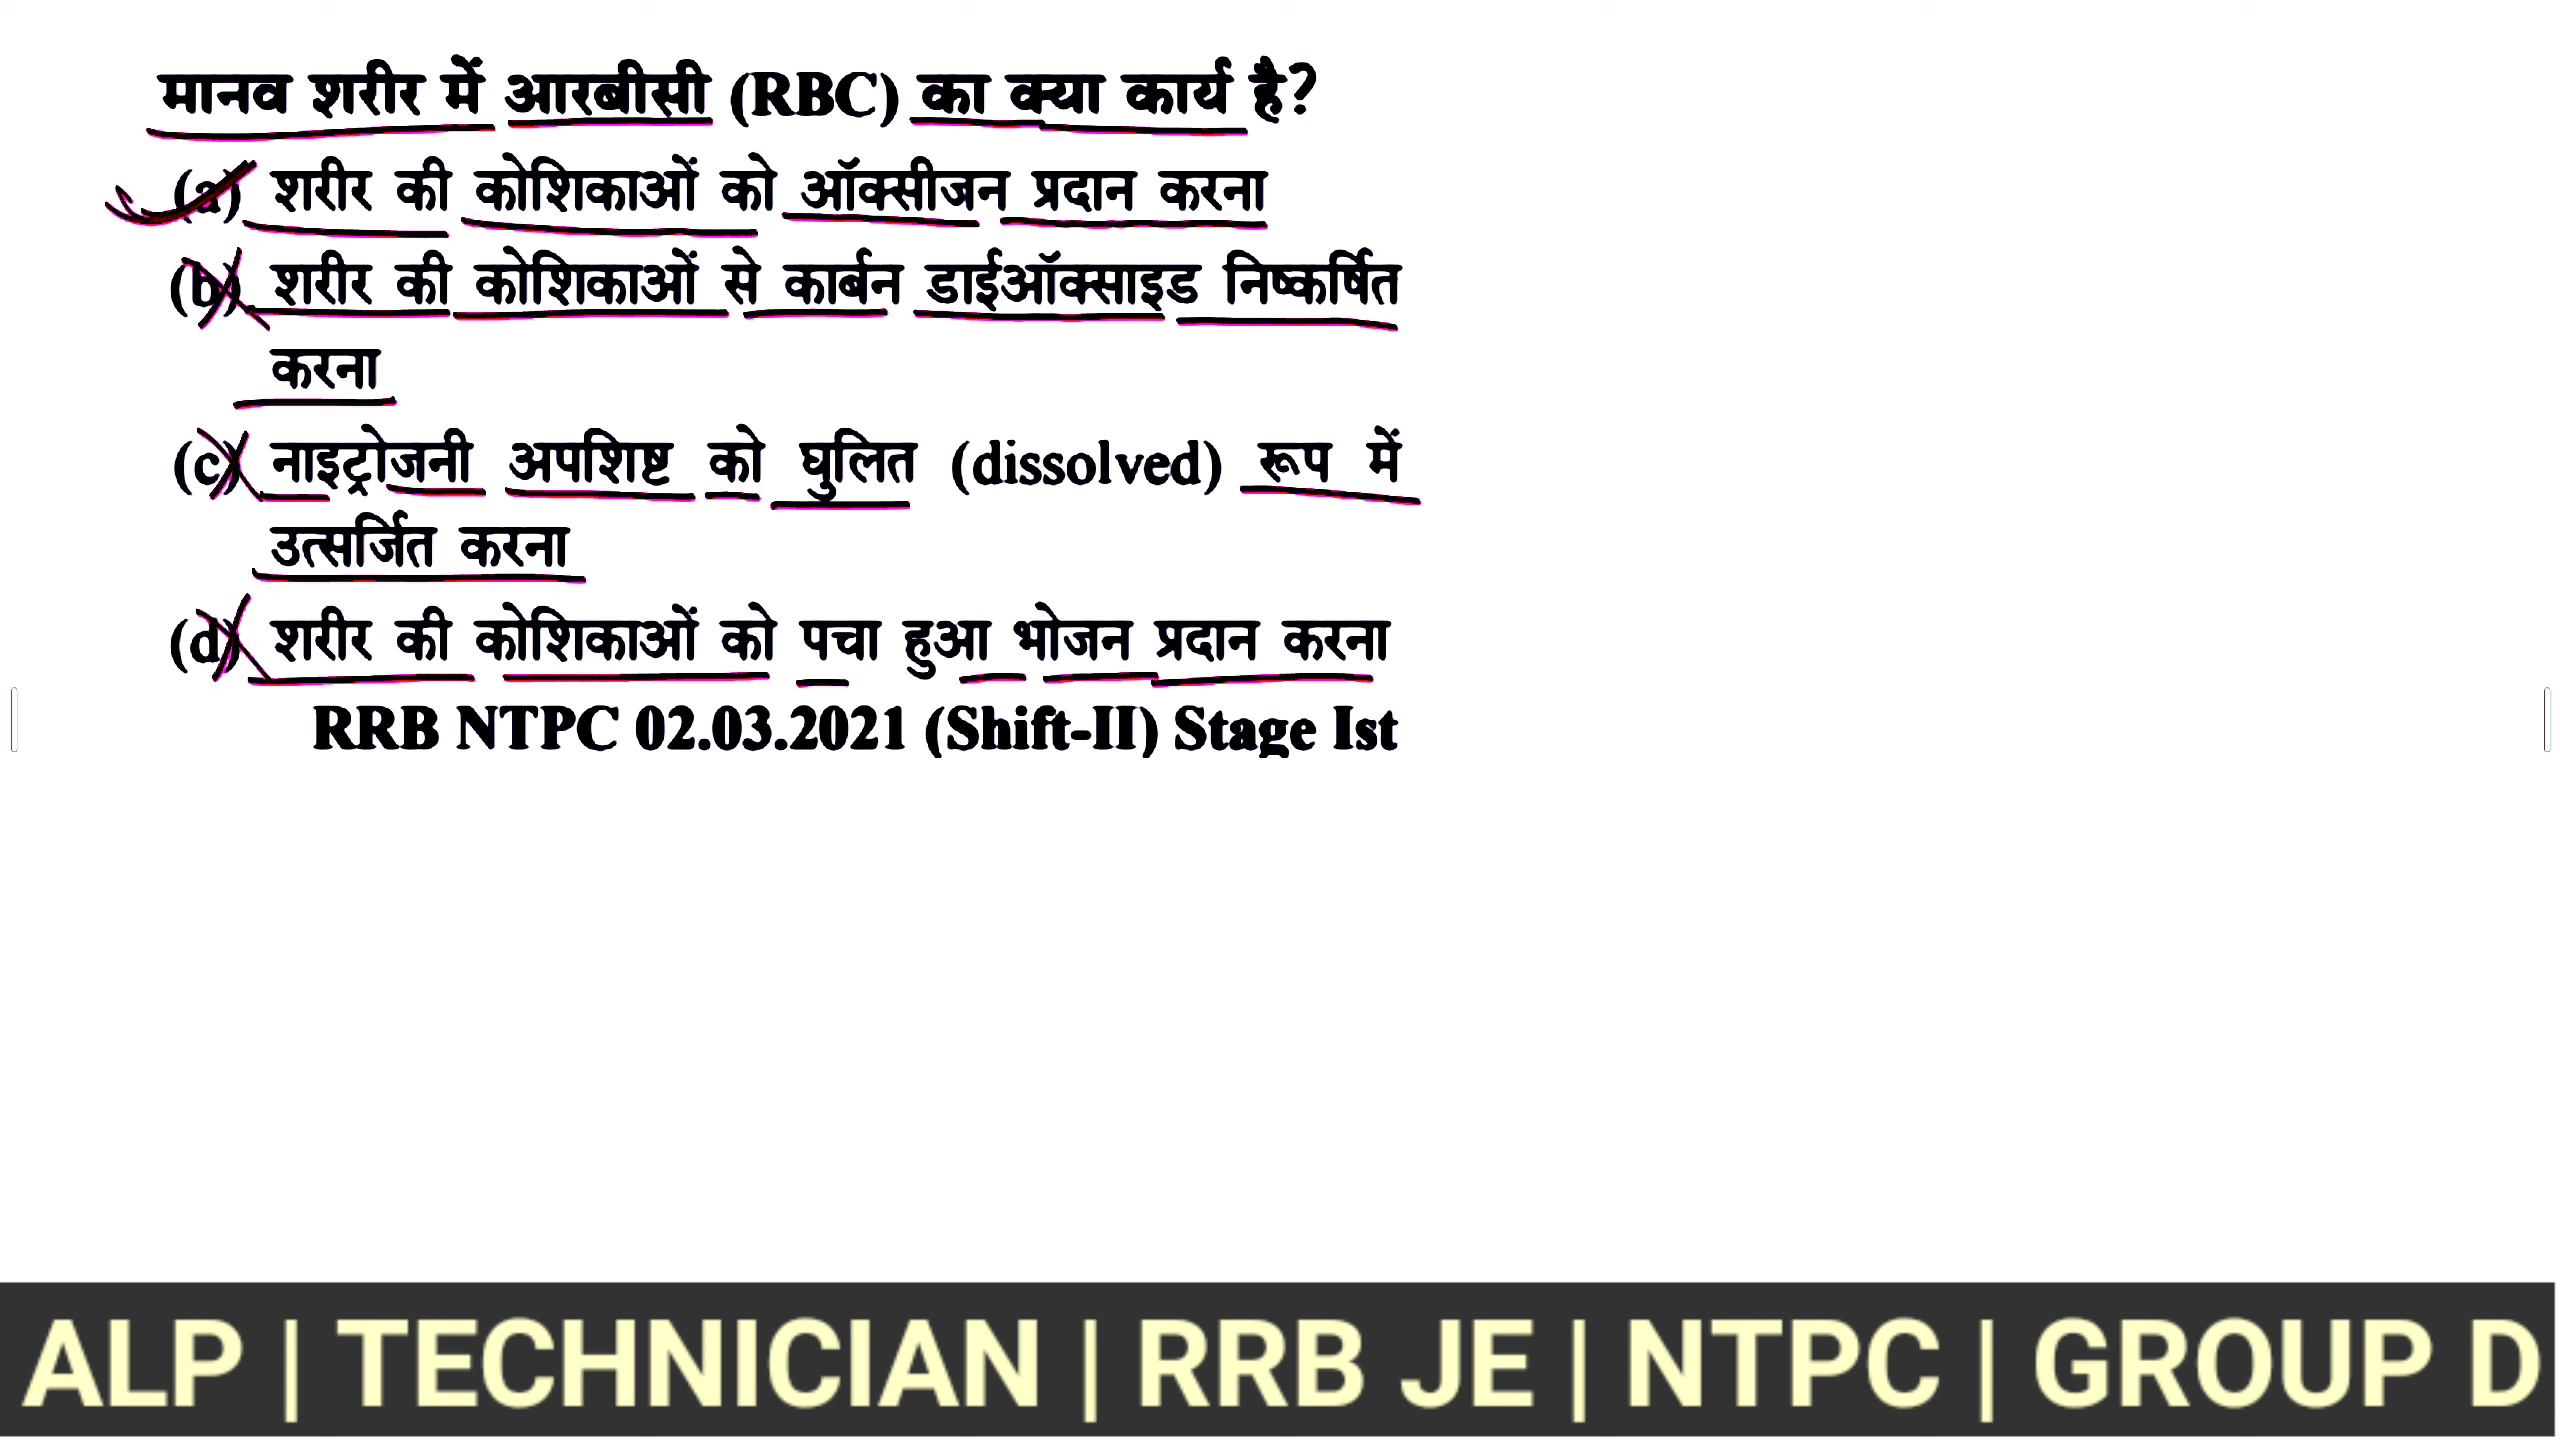 मानव शरीर में आरबीसी (RBC) का क्या कार्य है?
(a) शरीर की कोशिकाओं को ऑक्सीजन प्रदान करना
(b) शरीर की कोशिकाओं से कार्बन डाईऑक्साइड निष्कर्षित
करना
(c) नाइट्रोजनी अपशिष्ट को घुलित (dissolved) रूप में
उत्सर्जित करना
(d) शरीर की कोशिकाओं को पचा हुआ भोजन प्रदान करना
RRB NTPC 02.03.2021 (Shift-II) Stage Ist
ALP | TECHNICIAN | RRB JE | NTPC | GROUP D